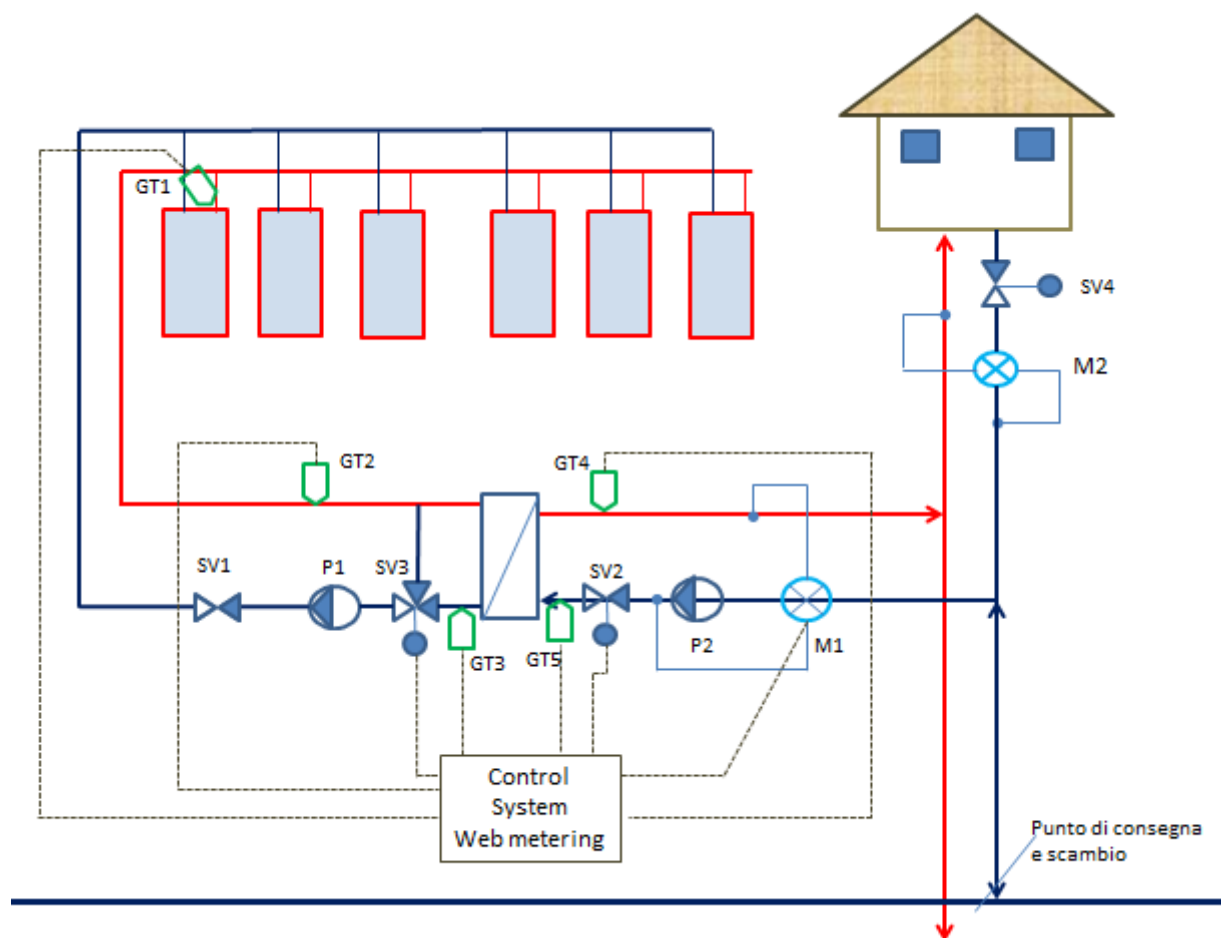 GT1
SV4
M2
GT2
GT4
SV1
P1
SV3
SV2
GT3
GT5
P2
M1
Control
System
Web metering
Punto di consegna
e scambio